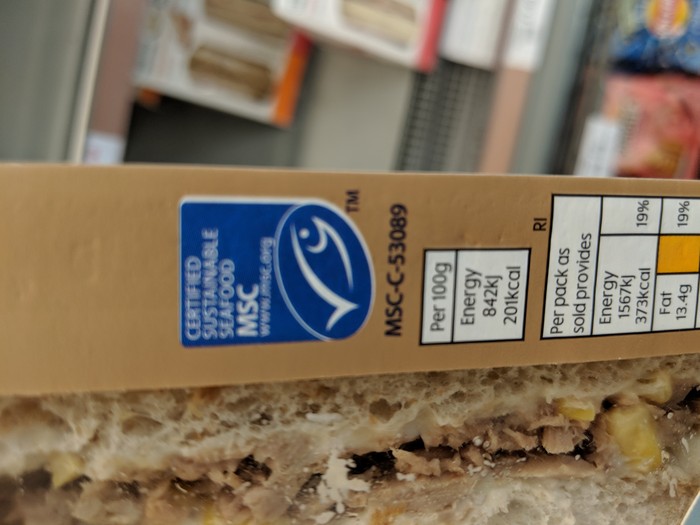 CERTIFIED
SUSTAINABLE
SEAFOOD
MSC
www.msc.org
TM
MSC-C-53089
Per 100g
Energy
842kJ
201kcal
RI
Per pack as
sold provides
Energy
1567kJ
373kcal
19%
Fat
13.4g
19%